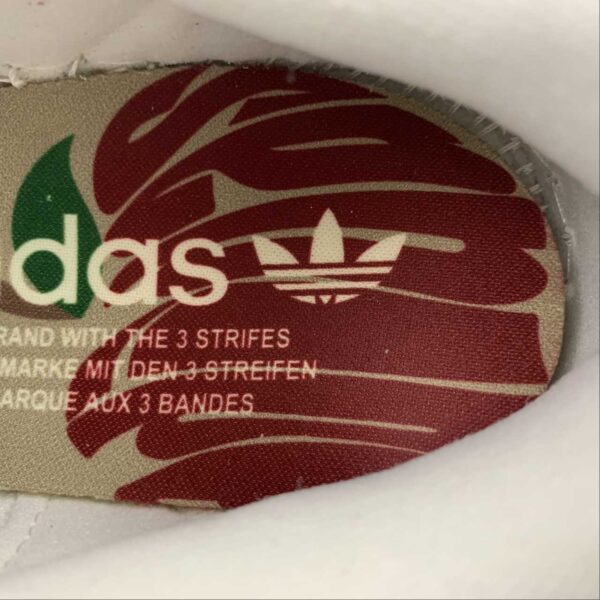 das
RAND WITH THE 3 STRIFES
MARKE MIT DEN 3 STREIFEN
ARQUE AUX 3 BANDES